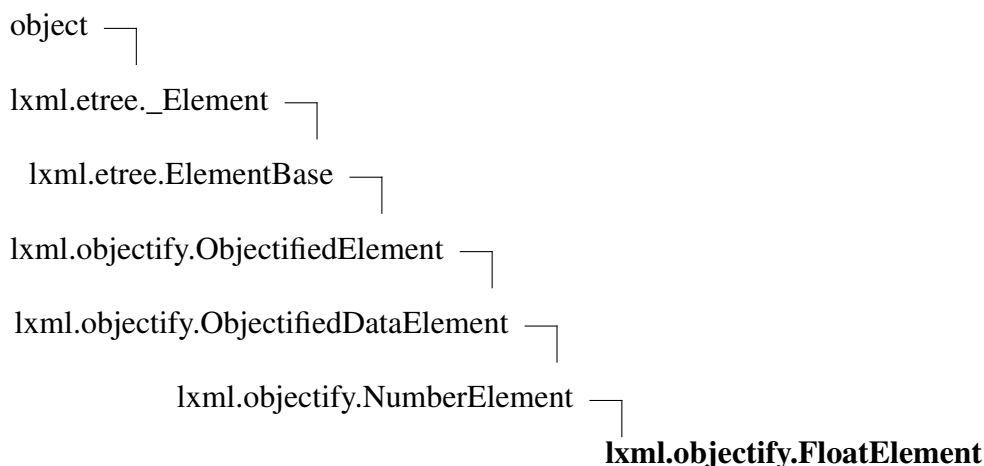 object
lxml.etree._Element
lxml.etree.ElementBase
lxml.objectify.ObjectifiedElement
lxml.objectify.ObjectifiedDataElement
lxml.objectify.NumberElement
lxml.objectify.FloatElement